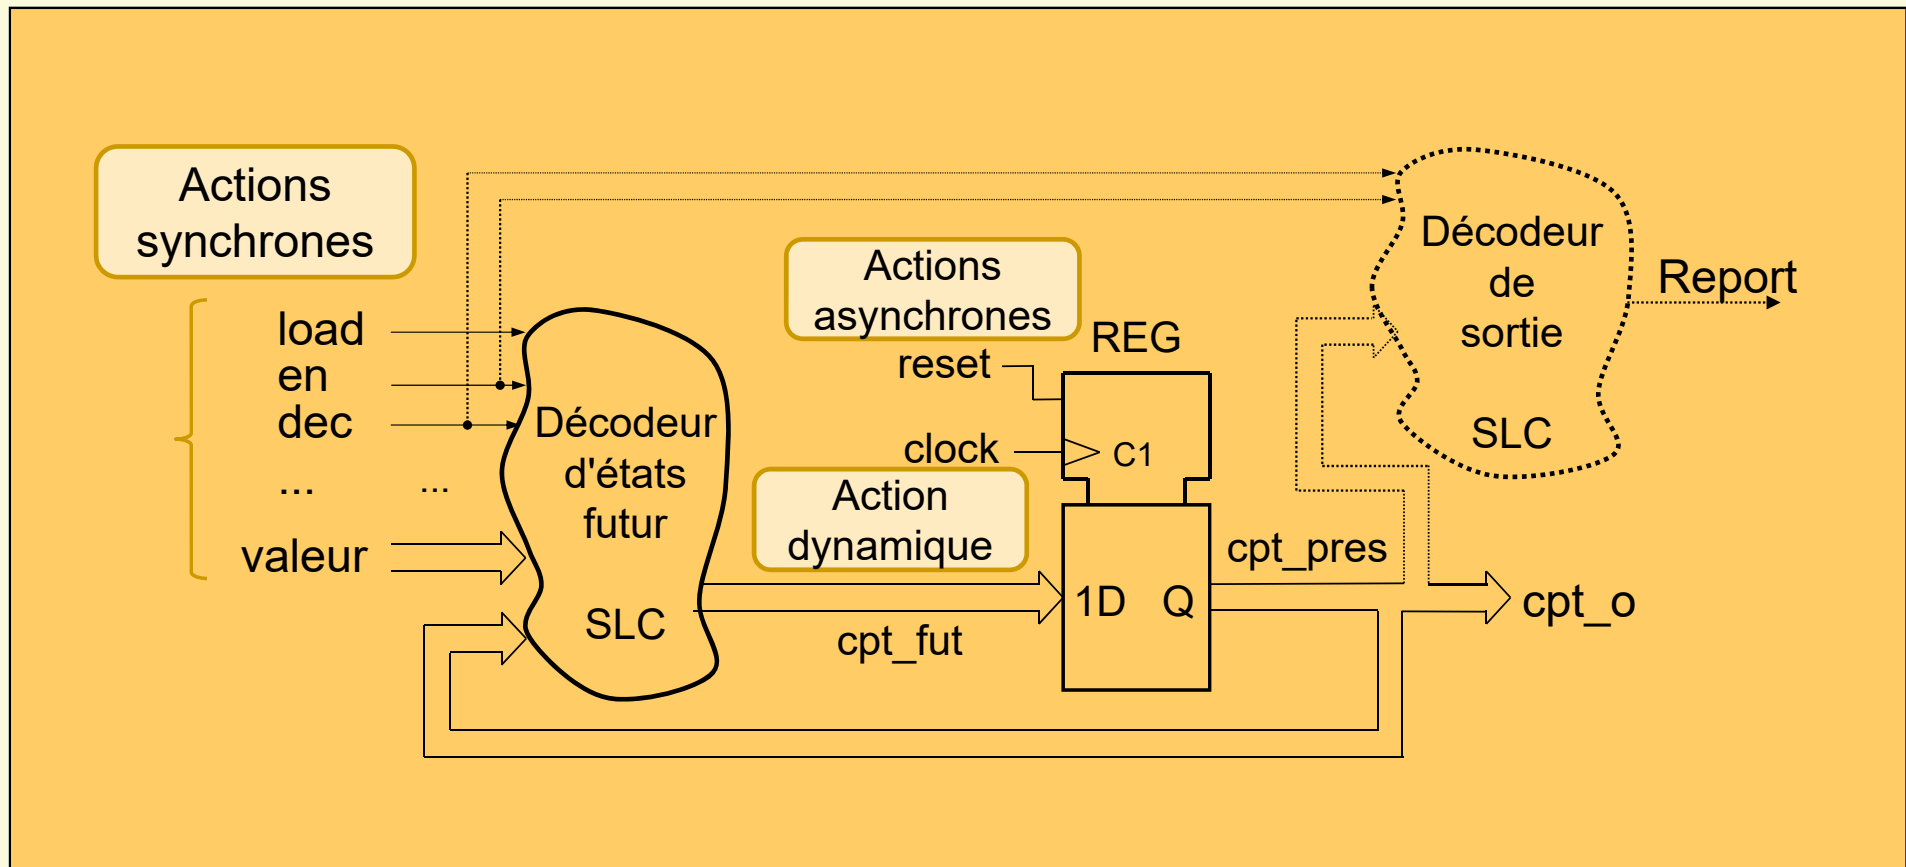 Actions
synchrones
load
en
dec
... ...
valeur
Décodeur
d'états
futur
SLC
Actions
asynchrones
REG
reset
clock
C1
Action
dynamique
1D Q
cpt_fut
cpt_pres
cpt_o
Décodeur
de
sortie
SLC
Report